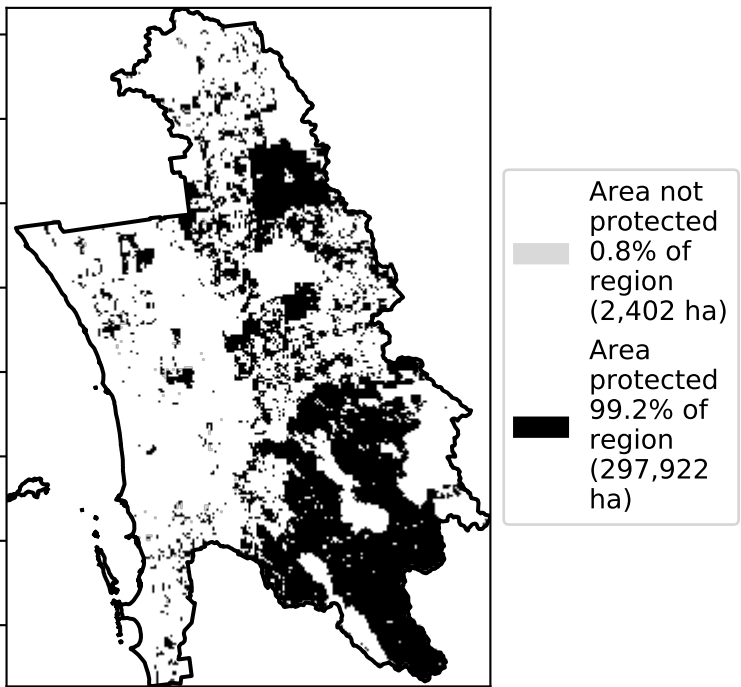 Area not
protected
0.8% of
region
(2,402 ha)
Area
protected
99.2% of
region
(297,922
ha)